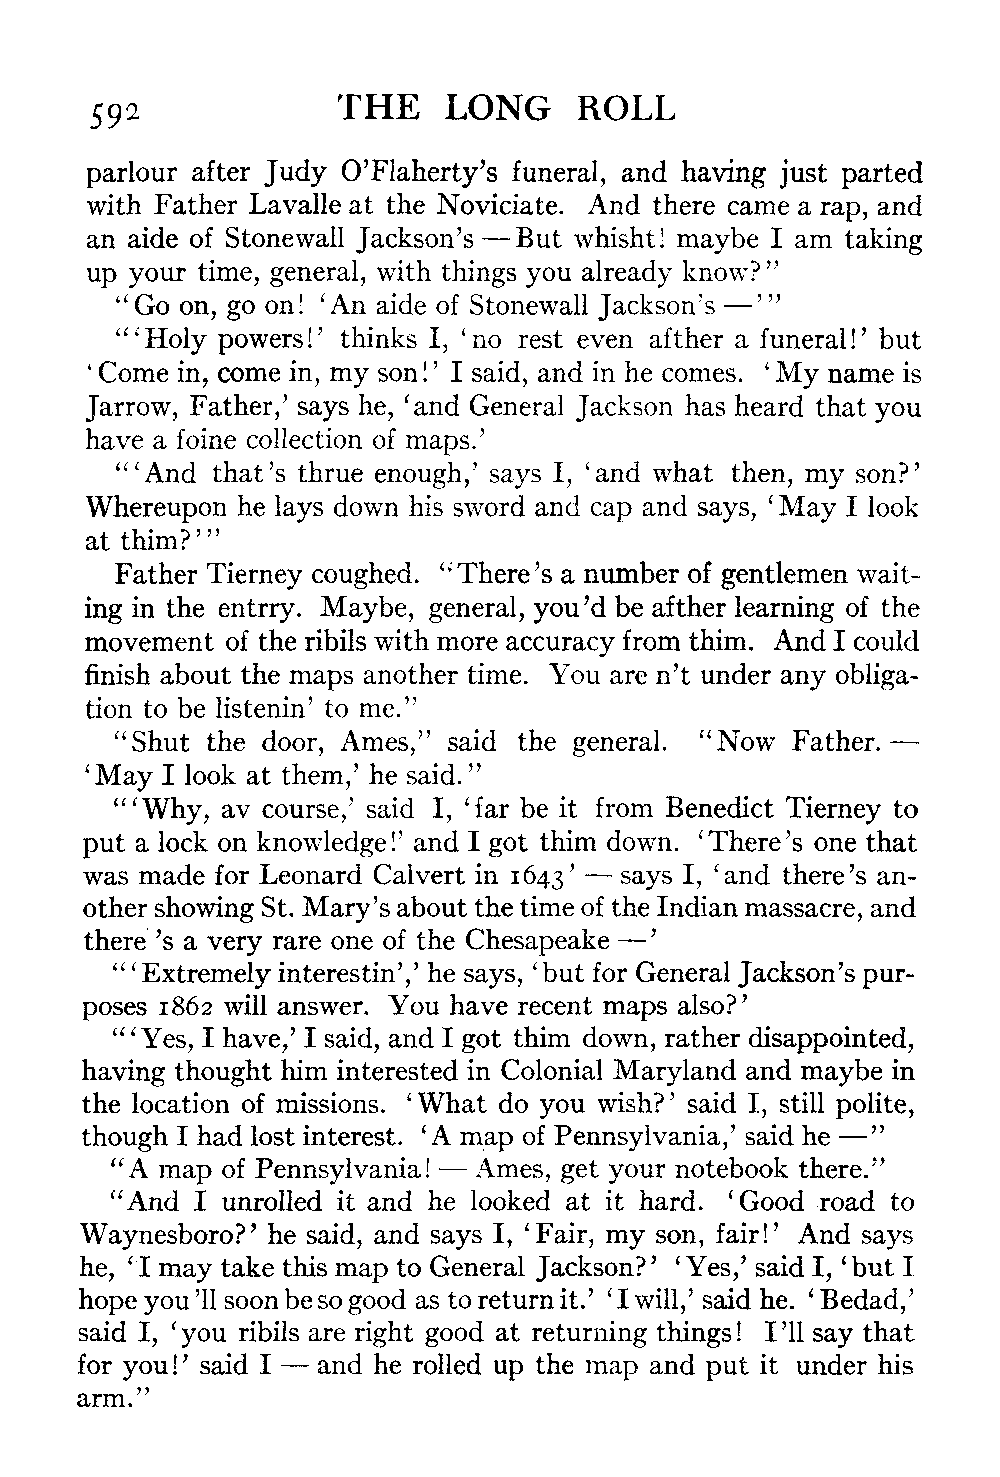 592 THE LONG ROLL
parlour after Judy O'Flaherty's funeral, and having just parted
with Father Lavalle at the Noviciate. And there came a rap, and
an aide of Stonewall Jackson's — But whisht! maybe I am taking
up your time, general, with things you already know?"
"Go on, go on! 'An aide of Stonewall Jackson's —'"
"'Holy powers!' thinks I, 'no rest even afther a funeral!' but
'Come in, come in, my son!' I said, and in he comes. 'My name is
Jarrow, Father,' says he, 'and General Jackson has heard that you
have a foine collection of maps.'
"'And that's thrue enough,' says I, 'and what then, my son?'
Whereupon he lays down his sword and cap and says, 'May I look
at thim?'"
Father Tierney coughed. "There's a number of gentlemen wait-
ing in the entrry. Maybe, general, you'd be afther learning of the
movement of the ribils with more accuracy from thim. And I could
finish about the maps another time. You are n't under any obliga-
tion to be listenin' to me."
"Shut the door, Ames," said the general. "Now Father. —
'May I look at them,' he said."
"'Why, av course,' said I, 'far be it from Benedict Tierney to
put a lock on knowledge!' and I got thim down. 'There's one that
was made for Leonard Calvert in 1643' — says I, 'and there's an-
other showing St. Mary's about the time of the Indian massacre, and
there 's a very rare one of the Chesapeake —'
"'Extremely interestin',' he says, 'but for General Jackson's pur-
poses 1862 will answer. You have recent maps also?'
"'Yes, I have,' I said, and I got thim down, rather disappointed,
having thought him interested in Colonial Maryland and maybe in
the location of missions. 'What do you wish?' said I, still polite,
though I had lost interest. 'A map of Pennsylvania,' said he —"
"A map of Pennsylvania! — Ames, get your notebook there."
"And I unrolled it and he looked at it hard. 'Good road to
Waynesboro?' he said, and says I, 'Fair, my son, fair!' And says
he, 'I may take this map to General Jackson?' 'Yes,' said I, 'but I
hope you'll soon be so good as to return it.' 'I will,' said he. 'Bedad,'
said I, 'you ribils are right good at returning things! I'll say that
for you!' said I — and he rolled up the map and put it under his
arm."